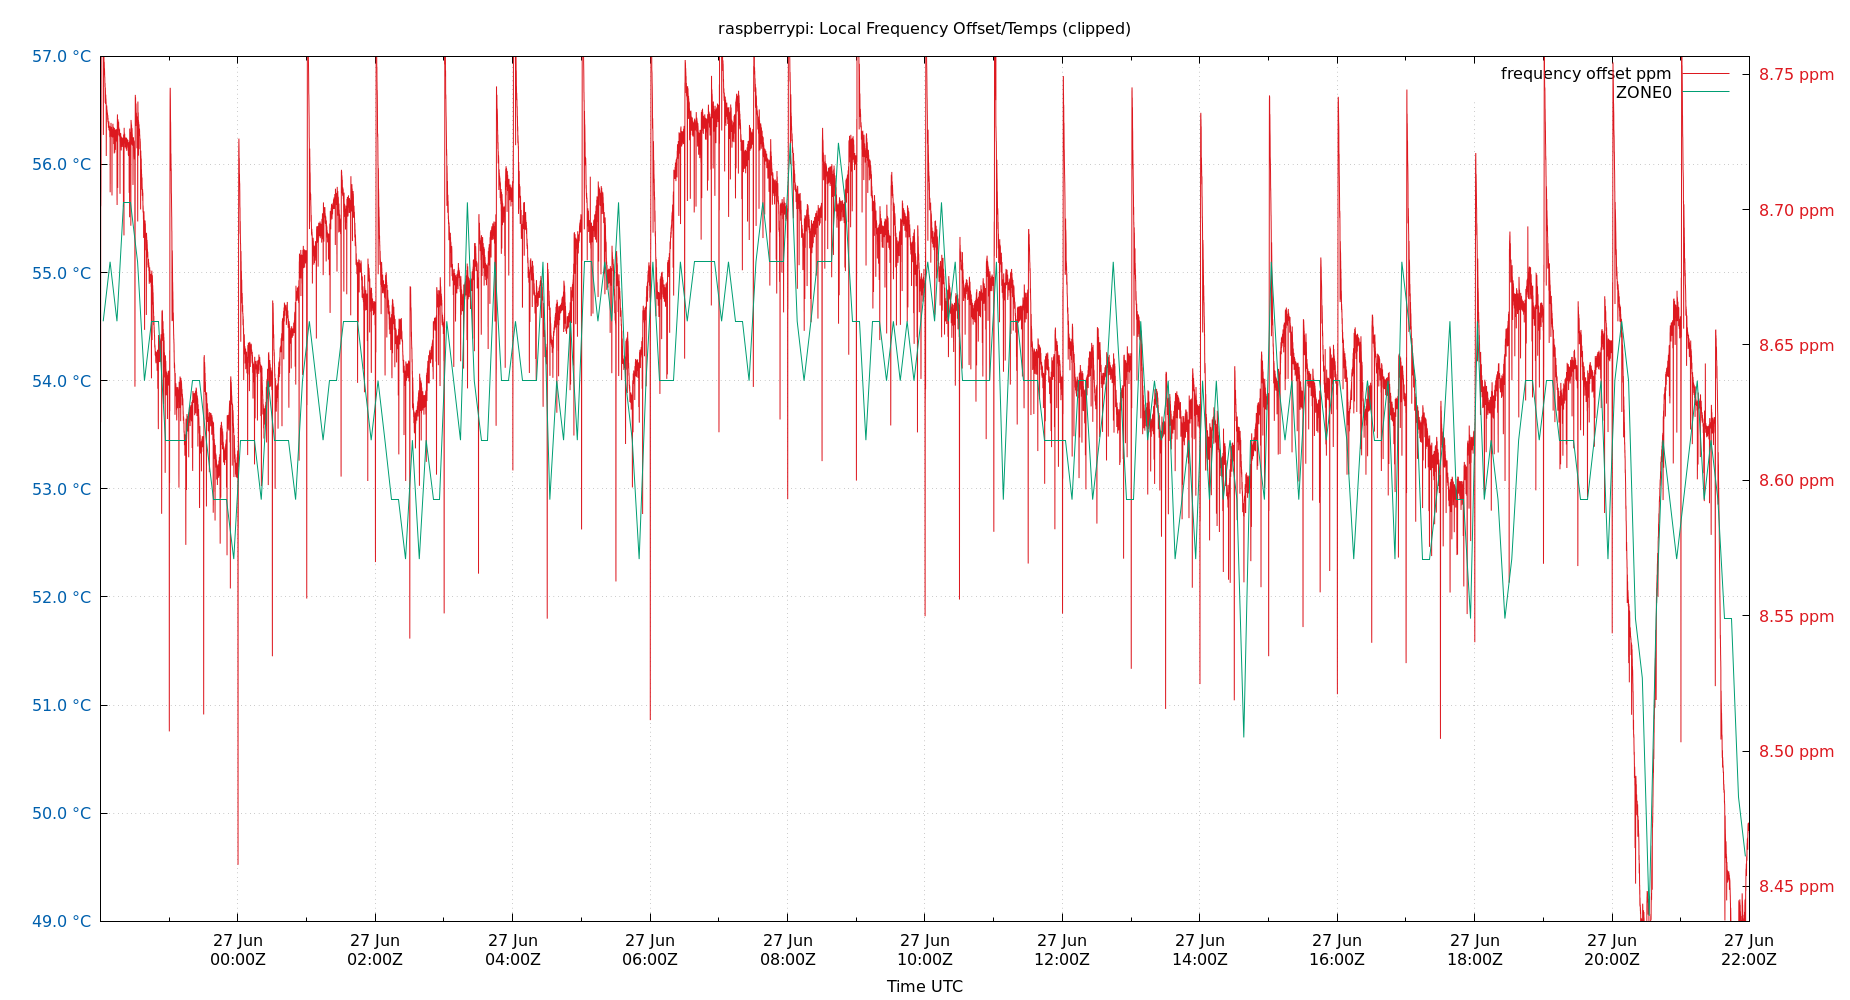 raspberrypi: Local Frequency Offset/Temps (clipped)
57.0 °C
56.0 °C
55.0 °C
54.0 °C
53.0 °C
52.0 °C
51.0 °C
50.0 °C
49.0 °C
frequency offset ppm
ZONE0
8.75 ppm
8.70 ppm
8.65 ppm
8.60 ppm
8.55 ppm
8.50 ppm
8.45 ppm
27 Jun 27 Jun 27 Jun 27 Jun 27 Jun 27 Jun 27 Jun 27 Jun 27 Jun 27 Jun 27 Jun 27 Jun
00:00Z 02:00Z 04:00Z 06:00Z 08:00Z 10:00Z 12:00Z 14:00Z 16:00Z 18:00Z 20:00Z 22:00Z
Time UTC